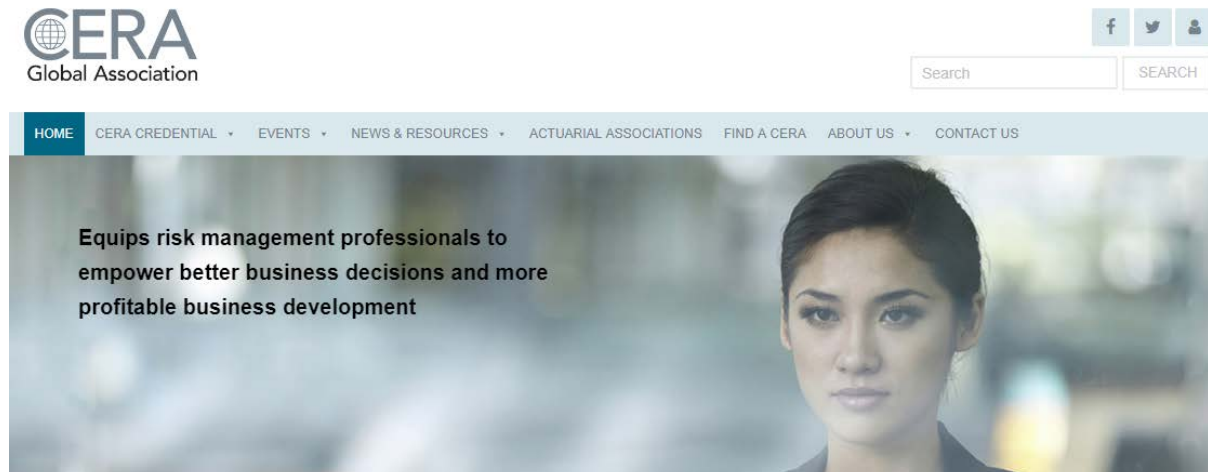 CERA
Global Association
Search
SEARCH
HOME
CERA CREDENTIAL
EVENTS
NEWS & RESOURCES
ACTUARIAL ASSOCIATIONS
FIND A CERA
ABOUT US
CONTACT US
Equips risk management professionals to
empower better business decisions and more
profitable business development